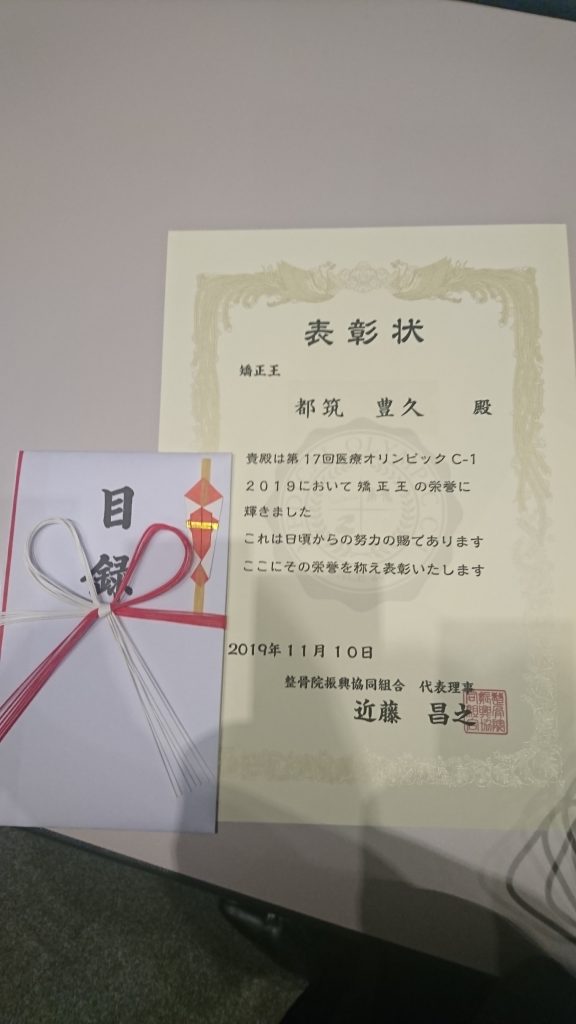 表彰状
矯正王
都筑 豊久 殿
貴殿は第17回医療オリンピックC-1
2019において矯正王の栄誉に
輝きました
これは日頃からの努力の賜であります
ここにその栄誉を称え表彰いたします
2019年11月10日
整骨院振興協同組合 代表理事
近藤 昌之
目録